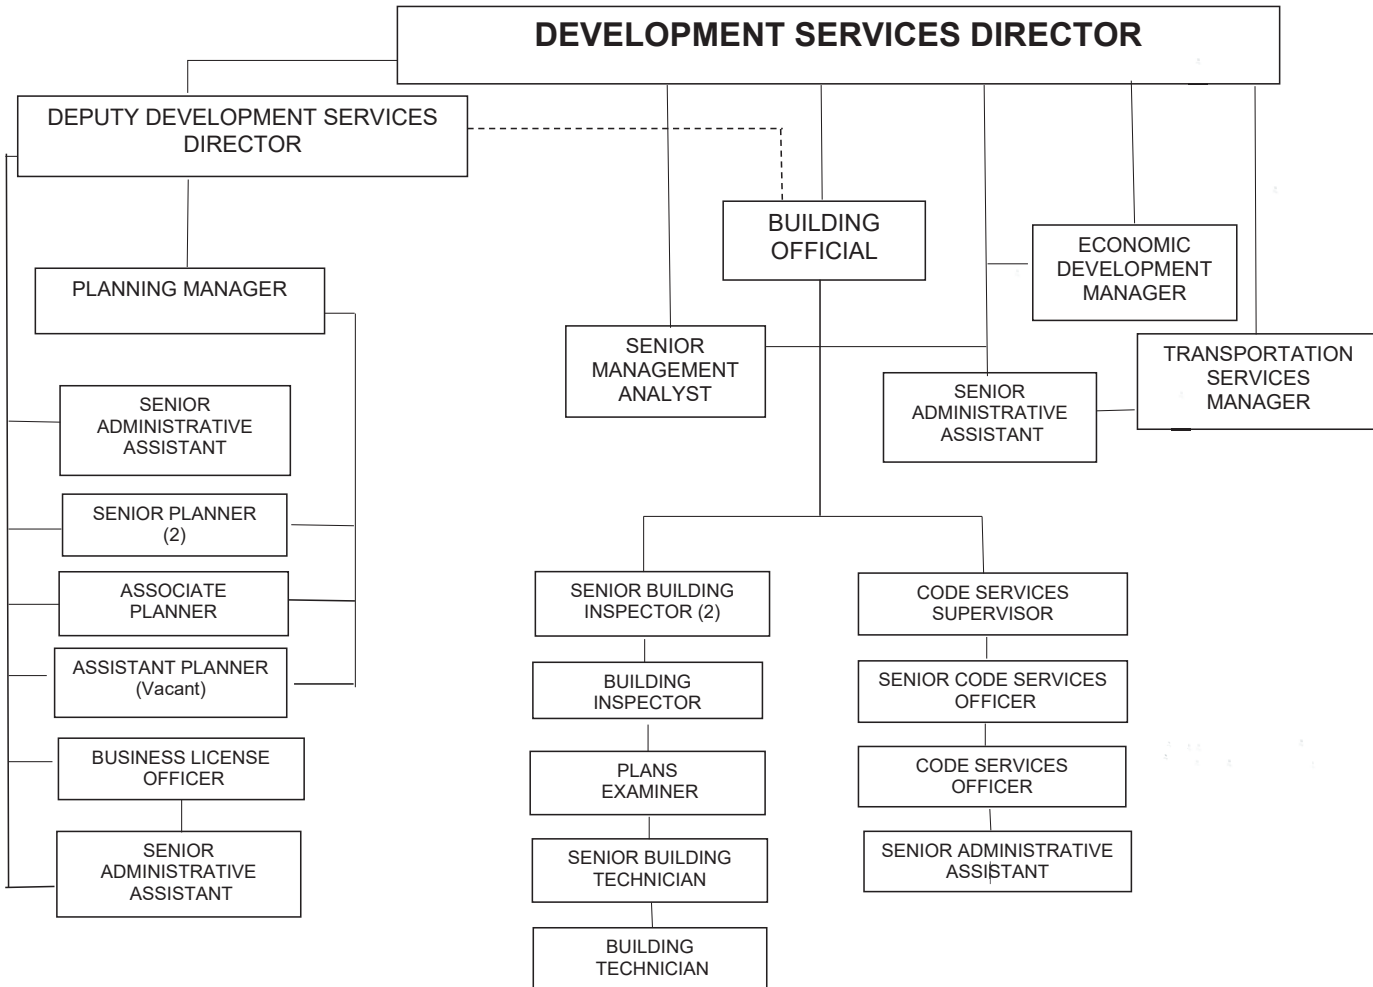 DEVELOPMENT SERVICES DIRECTOR
DEPUTY DEVELOPMENT SERVICES
DIRECTOR
BUILDING
OFFICIAL
ECONOMIC
DEVELOPMENT
MANAGER
PLANNING MANAGER
SENIOR
MANAGEMENT
ANALYST
TRANSPORTATION
SERVICES
MANAGER
SENIOR
ADMINISTRATIVE
ASSISTANT
SENIOR
ADMINISTRATIVE
ASSISTANT
SENIOR PLANNER
(2)
ASSOCIATE
PLANNER
ASSISTANT PLANNER
(Vacant)
BUSINESS LICENSE
OFFICER
SENIOR
ADMINISTRATIVE
ASSISTANT
SENIOR BUILDING
INSPECTOR (2)
BUILDING
INSPECTOR
PLANS
EXAMINER
SENIOR BUILDING
TECHNICIAN
BUILDING
TECHNICIAN
CODE SERVICES
SUPERVISOR
SENIOR CODE SERVICES
OFFICER
CODE SERVICES
OFFICER
SENIOR ADMINISTRATIVE
ASSISTANT